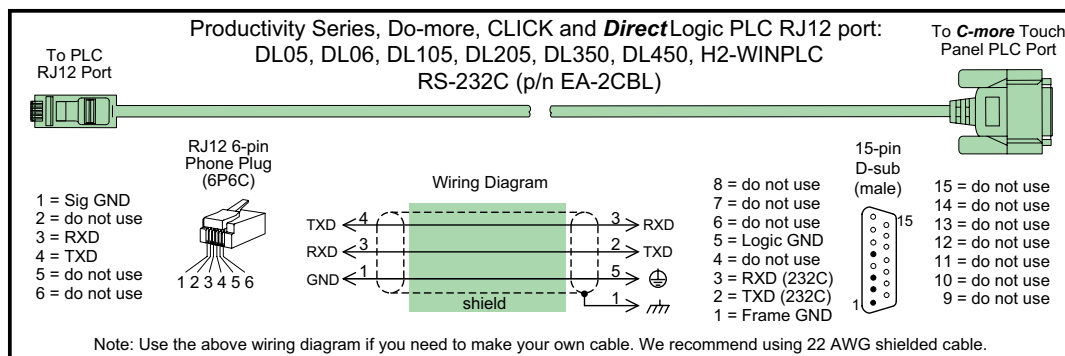 Productivity Series, Do-more, CLICK and DirectLogic PLC RJ12 port:
DL05, DL06, DL105, DL205, DL350, DL450, H2-WINPLC
RS-232C (p/n EA-2CBL)
To PLC
RJ12 Port
To C-more Touch
Panel PLC Port
RJ12 6-pin
Phone Plug
(6P6C)
1 = Sig GND
2 = do not use
3 = RXD
4 = TXD
5 = do not use
6 = do not use
1 2 3 4 5 6
Wiring Diagram
TXD 4 3 RXD
RXD 3 2 TXD
GND 1 5
shield 1
8 = do not use
7 = do not use
6 = do not use
5 = Logic GND
4 = do not use
3 = RXD (232C)
2 = TXD (232C)
1 = Frame GND
15-pin
D-sub
(male)
15
1
15 = do not use
14 = do not use
13 = do not use
12 = do not use
11 = do not use
10 = do not use
9 = do not use
Note: Use the above wiring diagram if you need to make your own cable. We recommend using 22 AWG shielded cable.